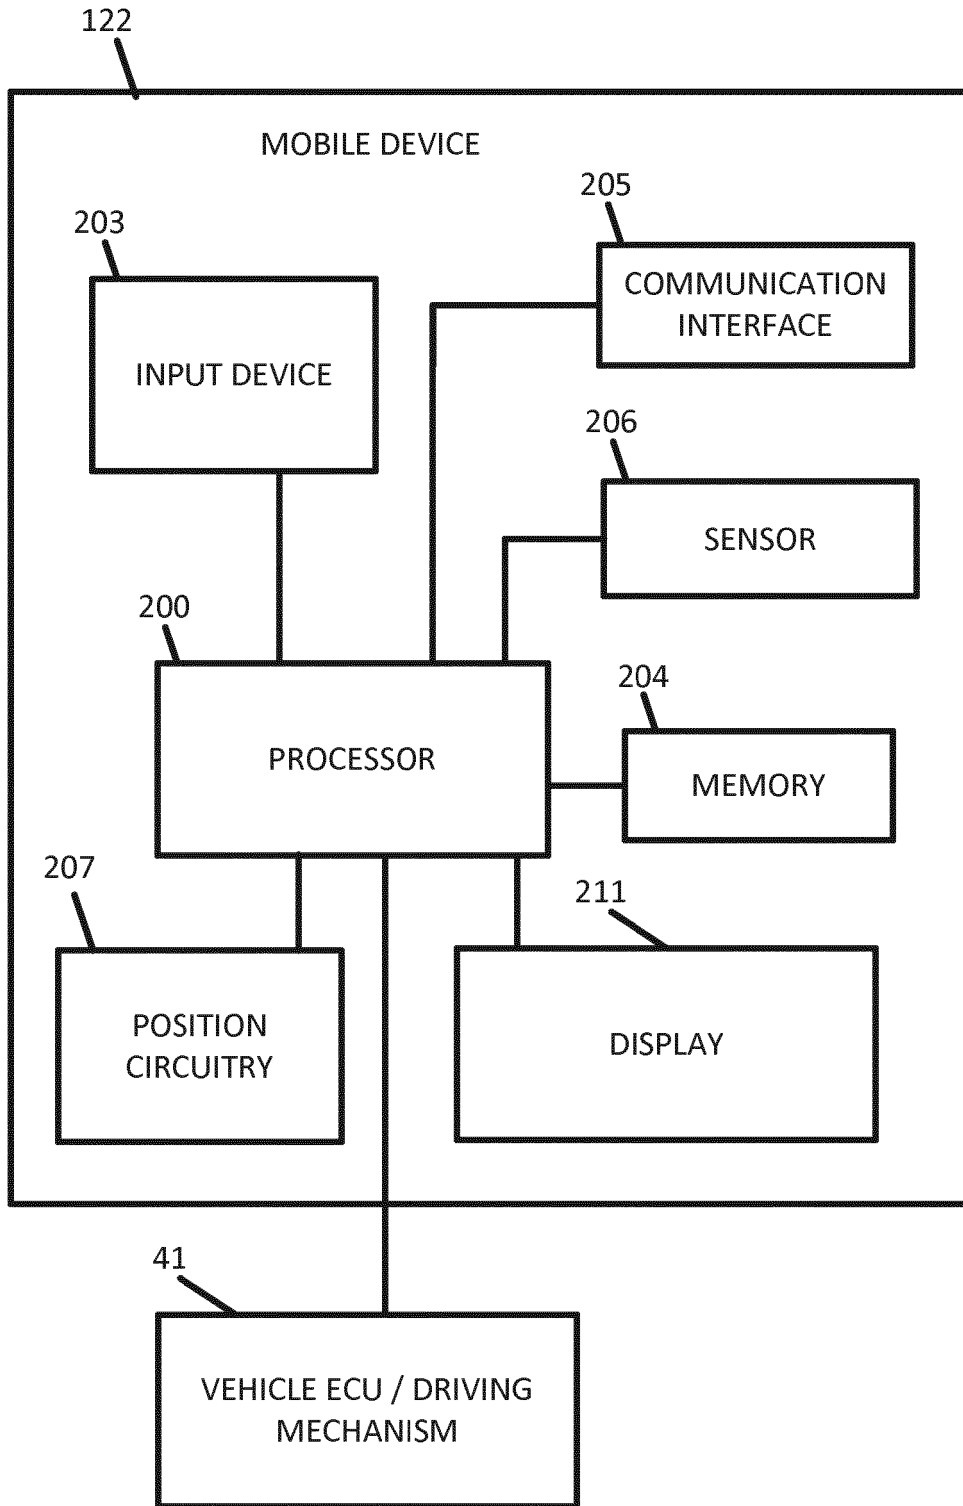 122
MOBILE DEVICE
205
203
COMMUNICATION
INTERFACE
INPUT DEVICE
206
SENSOR
200
204
PROCESSOR
MEMORY
207
211
POSITION
CIRCUITRY
DISPLAY
41
VEHICLE ECU / DRIVING
MECHANISM